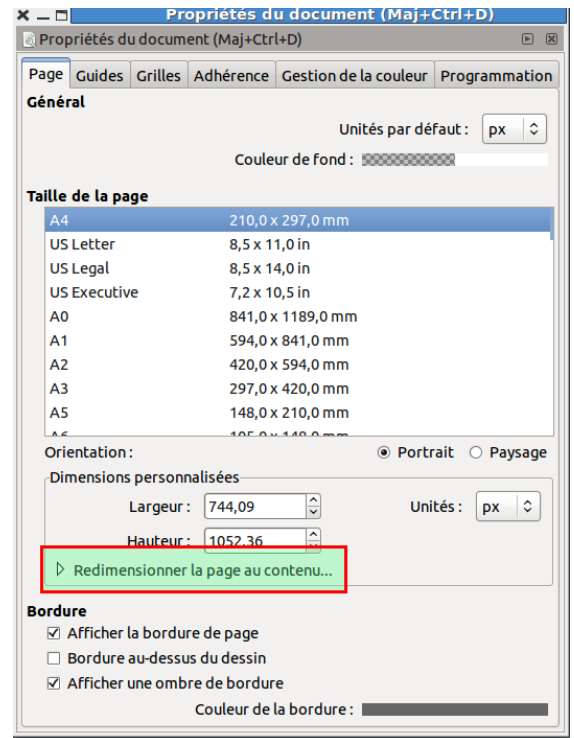 Propriétés du document (Maj+Ctrl+D)
Propriétés du document (Maj+Ctrl+D)
Page Guides Grilles Adhérence Gestion de la couleur Programmation
Général
Unités par défaut : px
Couleur de fond :
Taille de la page
A4 210,0 x 297,0 mm
US Letter 8,5 x 11,0 in
US Legal 8,5 x 14,0 in
US Executive 7,2 x 10,5 in
A0 841,0 x 1189,0 mm
A1 594,0 x 841,0 mm
A2 420,0 x 594,0 mm
A3 297,0 x 420,0 mm
A5 148,0 x 210,0 mm
A6 105,0 x 148,0 mm
Orientation : Portrait Paysage
Dimensions personnalisées
Largeur : 744,09 Unités : px
Hauteur : 1052,36
Redimensionner la page au contenu...
Bordure
Afficher la bordure de page
Bordure au-dessus du dessin
Afficher une ombre de bordure
Couleur de la bordure :